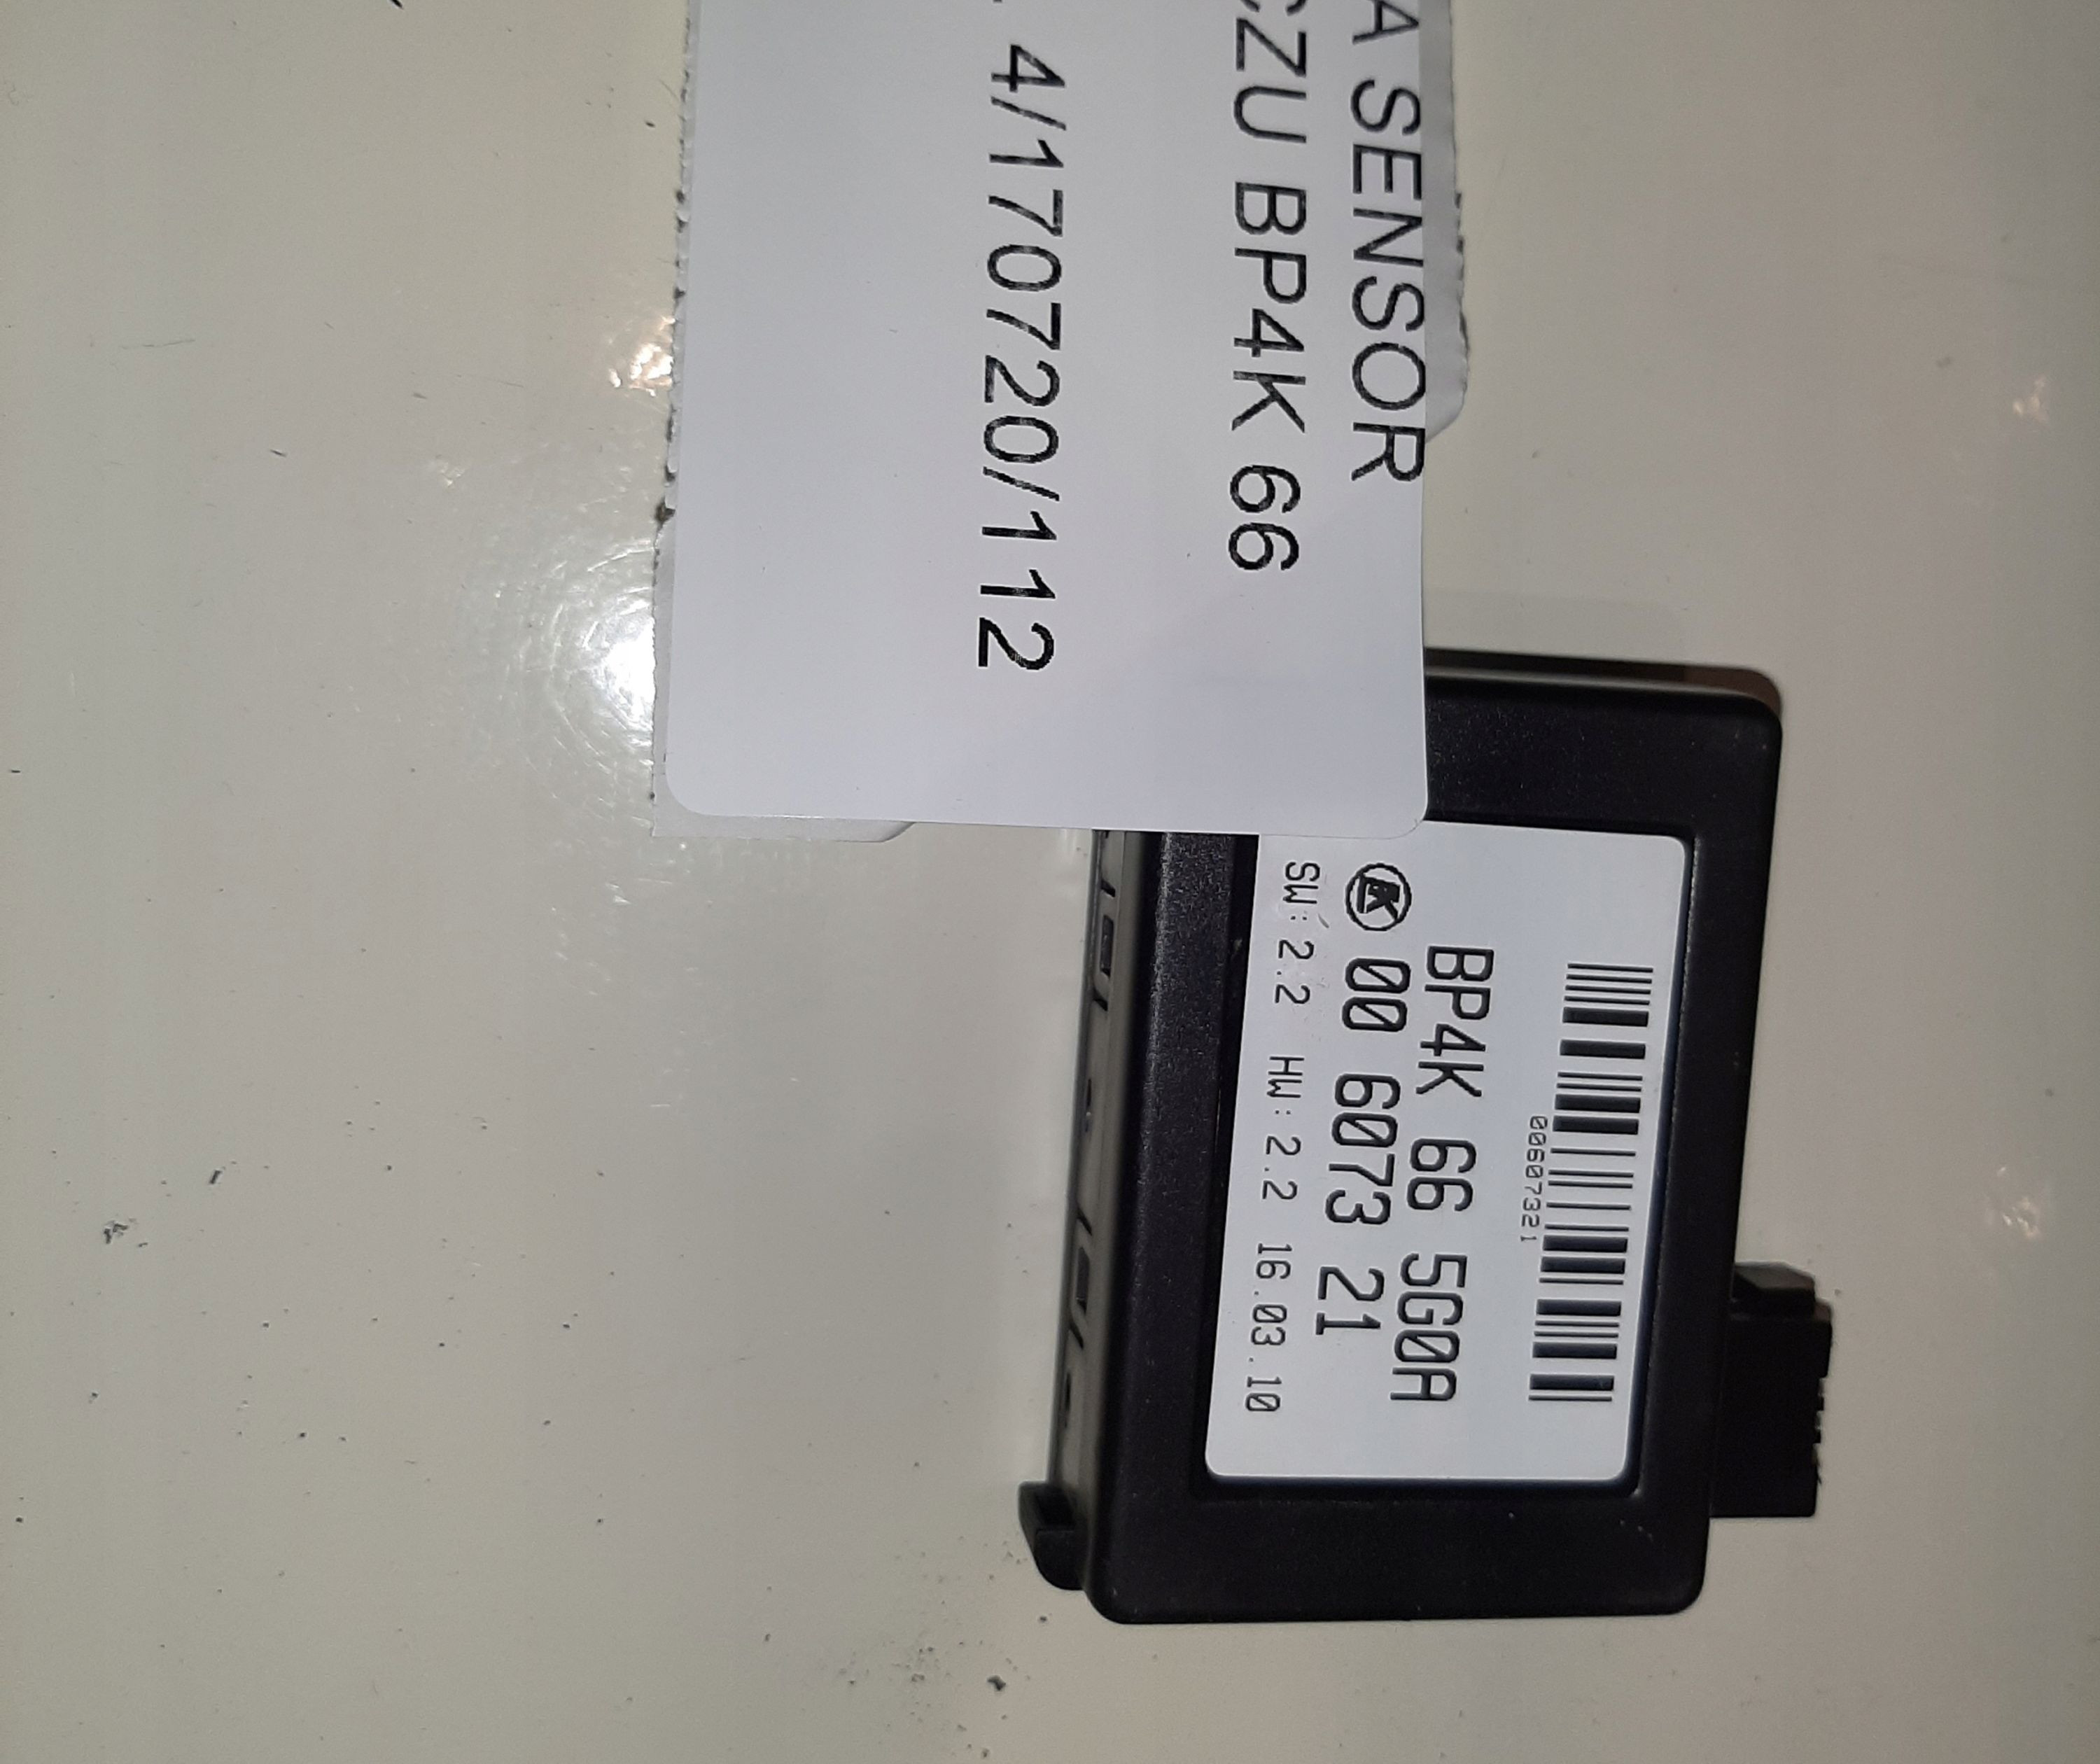 A SENSOR
CZU BP4K 66
4/170720/112
00607321
BP4K 66 5G0A
00 6073 21
SW: 2.2 HW: 2.2 16.03.10